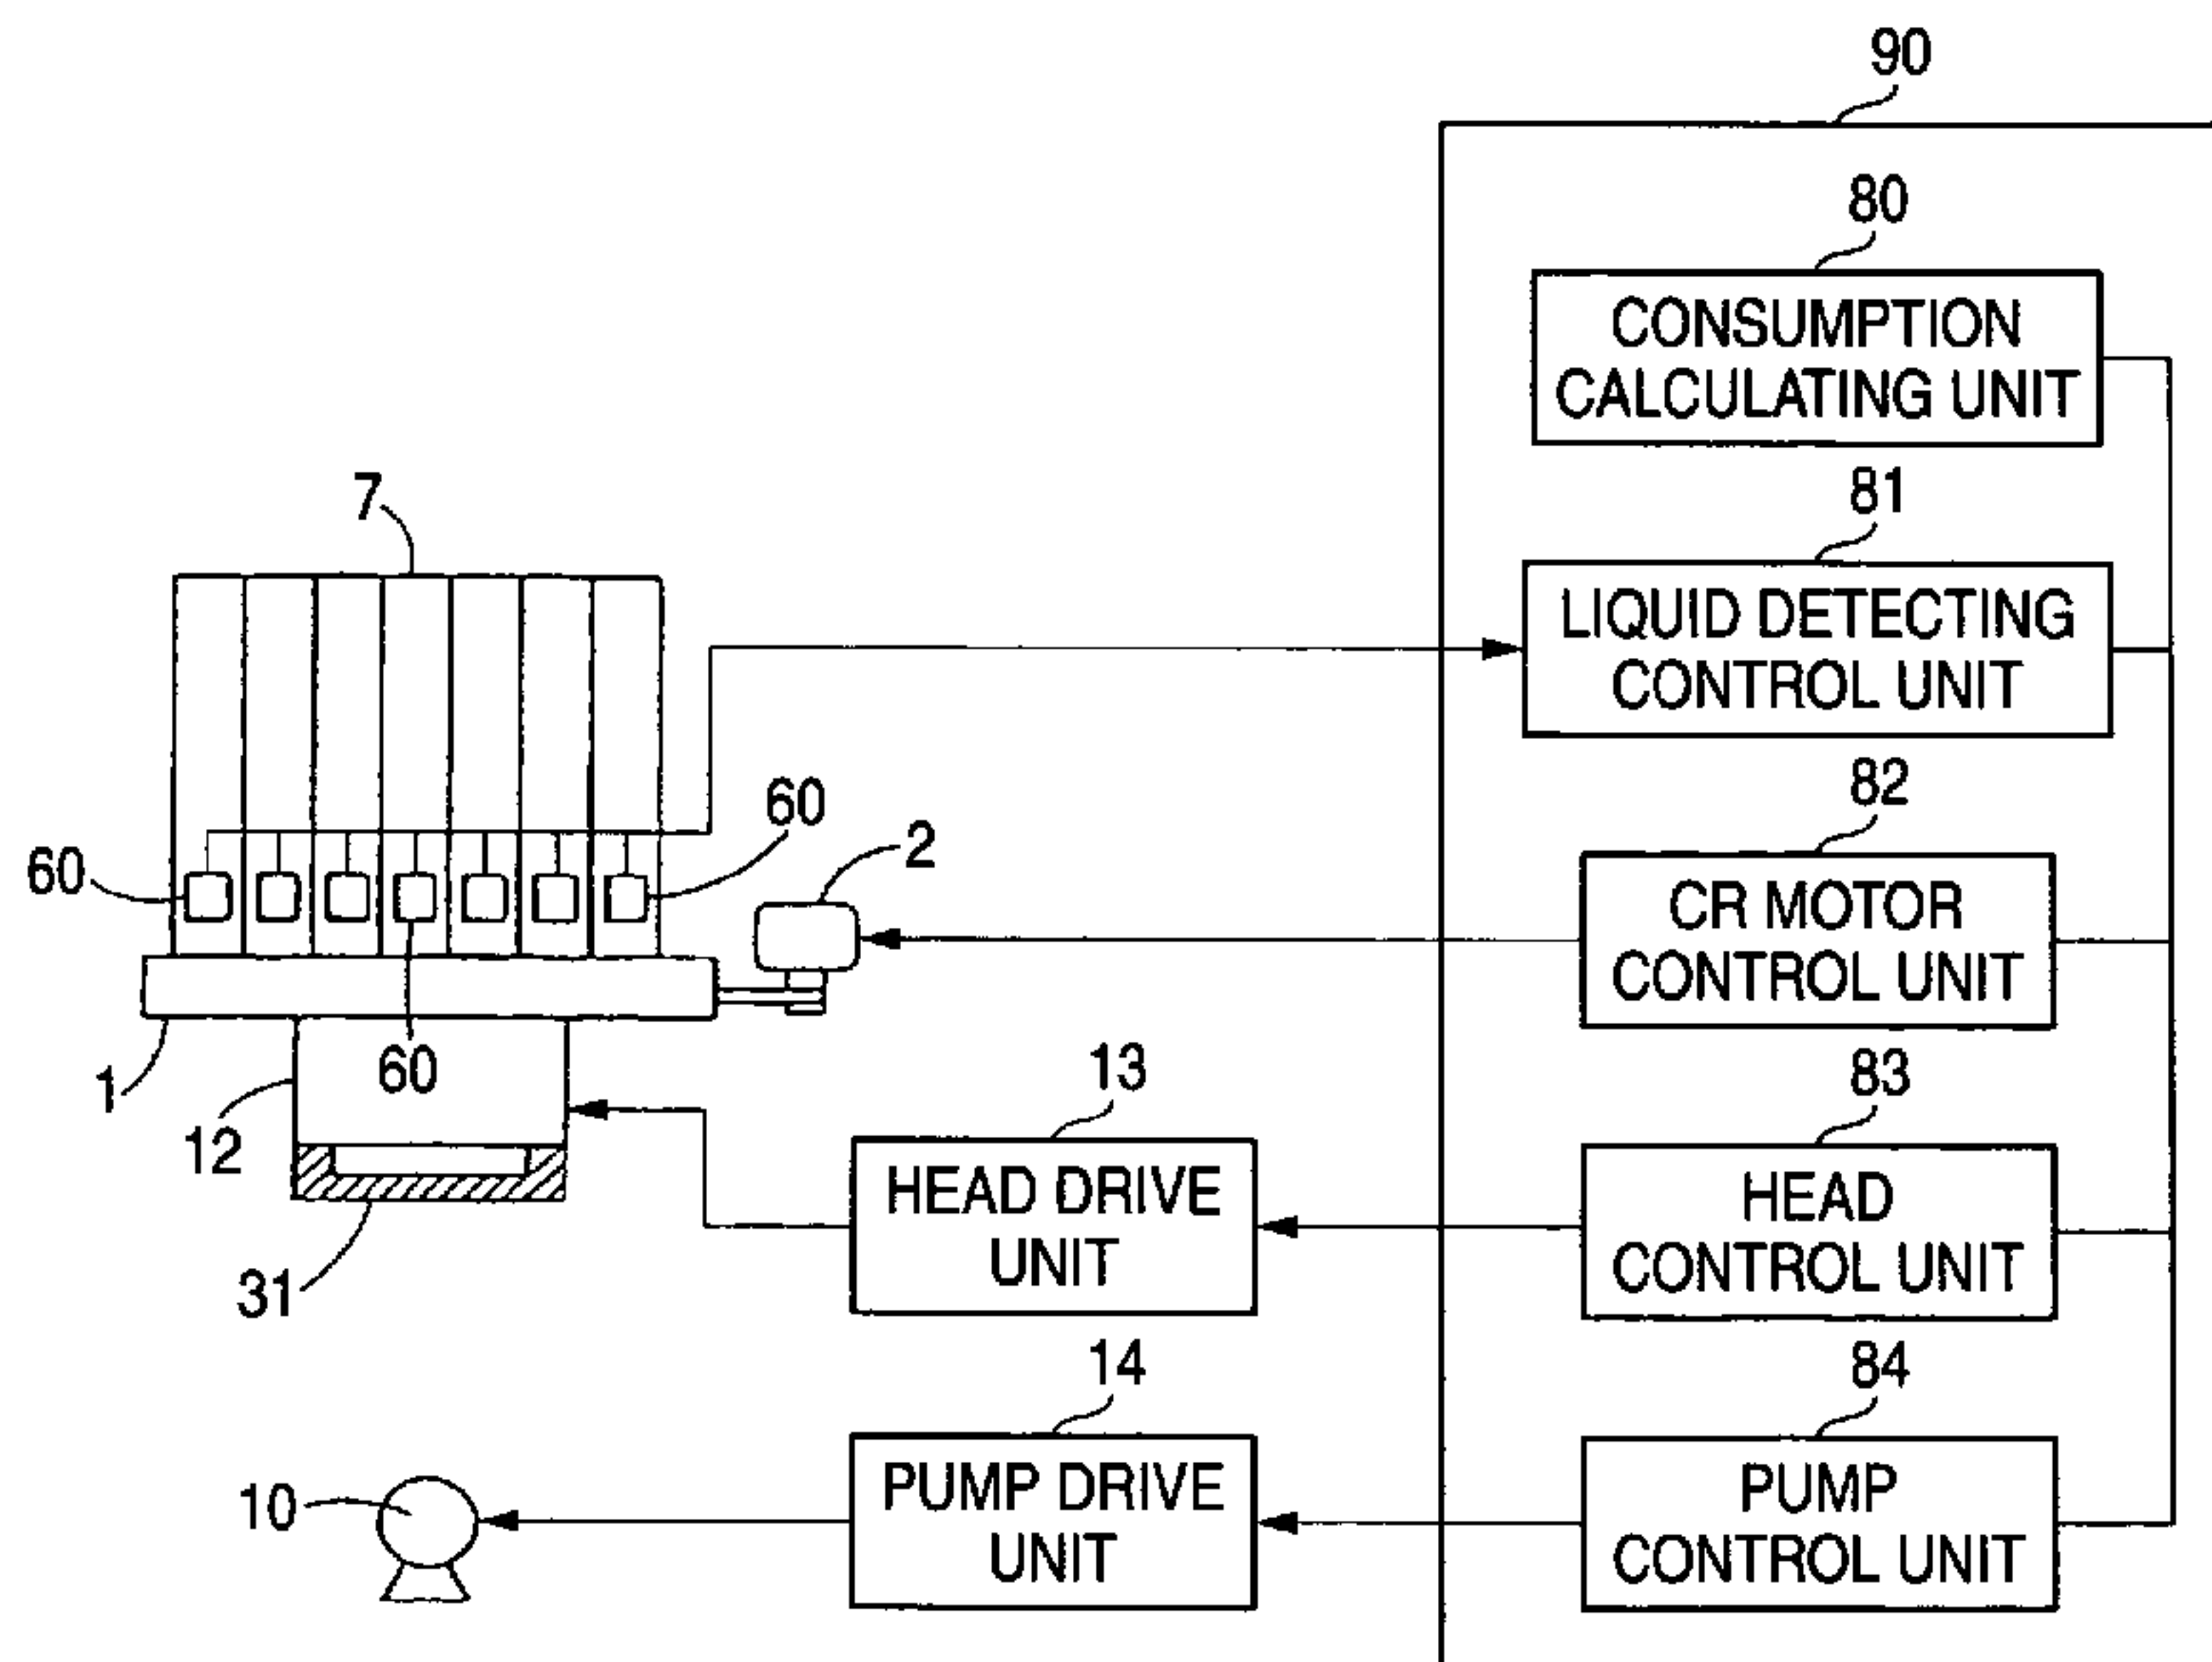 90
80
CONSUMPTION
CALCULATING UNIT
7
81
LIQUID DETECTING
CONTROL UNIT
60
2
82
60
CR MOTOR
CONTROL UNIT
1
60
12
13
83
HEAD DRIVE
UNIT
HEAD
CONTROL UNIT
31
14
84
10
PUMP DRIVE
UNIT
PUMP
CONTROL UNIT